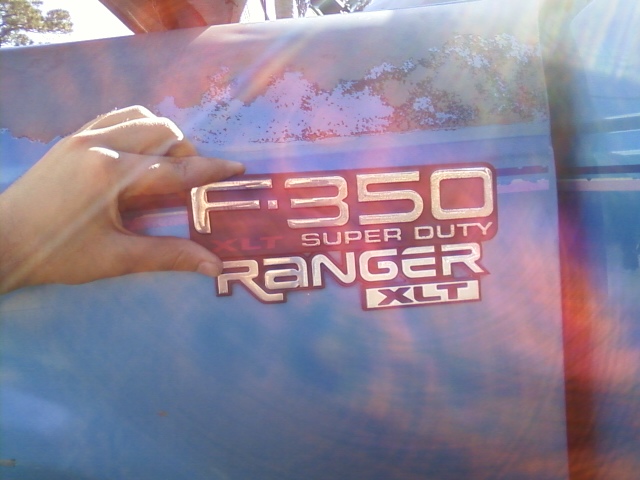 F-350
XLT SUPER DUTY
RANGER
XLT